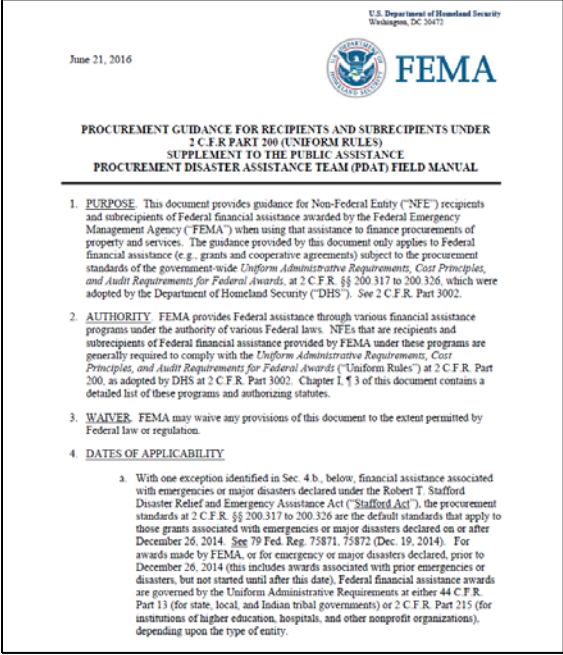 U.S. Department of Homeland Security
Washington, DC 20472
June 21, 2016
FEMA
PROCUREMENT GUIDANCE FOR RECIPIENTS AND SUBRECIPIENTS UNDER
2 C.F.R PART 200 (UNIFORM RULES)
SUPPLEMENT TO THE PUBLIC ASSISTANCE
PROCUREMENT DISASTER ASSISTANCE TEAM (PDAT) FIELD MANUAL
1. PURPOSE. This document provides guidance for Non-Federal Entity ("NFE") recipients
and subrecipients of Federal financial assistance awarded by the Federal Emergency
Management Agency ("FEMA") when using that assistance to finance procurements of
property and services. The guidance provided by this document only applies to Federal
financial assistance (e.g., grants and cooperative agreements) subject to the procurement
standards of the government-wide Uniform Administrative Requirements, Cost Principles,
and Audit Requirements for Federal Awards, at 2 C.F.R. §§ 200.317 to 200.326, which were
adopted by the Department of Homeland Security ("DHS"). See 2 C.F.R. Part 3002.
2. AUTHORITY. FEMA provides Federal assistance through various financial assistance
programs under the authority of various Federal laws. NFEs that are recipients and
subrecipients of Federal financial assistance provided by FEMA under these programs are
generally required to comply with the Uniform Administrative Requirements, Cost
Principles, and Audit Requirements for Federal Awards ("Uniform Rules") at 2 C.F.R. Part
200, as adopted by DHS at 2 C.F.R. Part 3002. Chapter I, ¶ 3 of this document contains a
detailed list of these programs and authorizing statutes.
3. WAIVER. FEMA may waive any provisions of this document to the extent permitted by
Federal law or regulation.
4. DATES OF APPLICABILITY
a. With one exception identified in Sec. 4.b., below, financial assistance associated
with emergencies or major disasters declared under the Robert T. Stafford
Disaster Relief and Emergency Assistance Act ("Stafford Act"), the procurement
standards at 2 C.F.R. §§ 200.317 to 200.326 are the default standards that apply to
those grants associated with emergencies or major disasters declared on or after
December 26, 2014. See 79 Fed. Reg. 75871, 75872 (Dec. 19, 2014). For
awards made by FEMA, or for emergency or major disasters declared, prior to
December 26, 2014 (this includes awards associated with prior emergencies or
disasters, but not started until after this date), Federal financial assistance awards
are governed by the Uniform Administrative Requirements at either 44 C.F.R.
Part 13 (for state, local, and Indian tribal governments) or 2 C.F.R. Part 215 (for
institutions of higher education, hospitals, and other nonprofit organizations),
depending upon the type of entity.